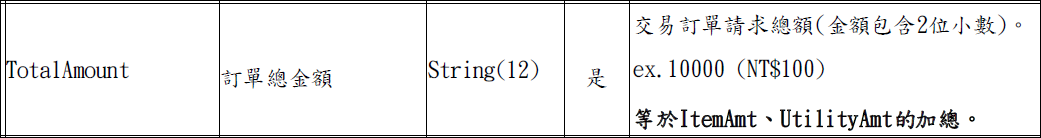 TotalAmount
訂單總金額
String(12)
是
交易訂單請求總額(金額包含2位小數)。
ex.10000 (NT$100)
等於ItemAmt、UtilityAmt的加總。